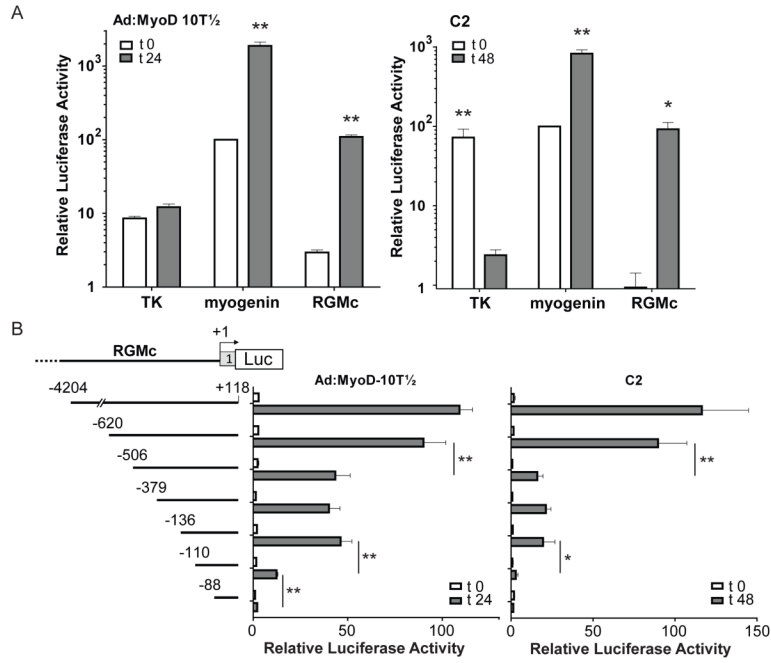 A
Ad:MyoD 10T½
t 0
t 24
Relative Luciferase Activity
10³
10²
10
1
**
**
TK
myogenin
RGMc
C2
t 0
t 48
Relative Luciferase Activity
10³
10²
10
1
**
**
*
TK
myogenin
RGMc
B
+1
RGMc
1
Luc
-4204
+118
-620
-506
-379
-136
-110
-88
Ad:MyoD-10T½
**
**
**
t 0
t 24
0
50
100
Relative Luciferase Activity
C2
**
*
t 0
t 48
0
50
100
150
Relative Luciferase Activity